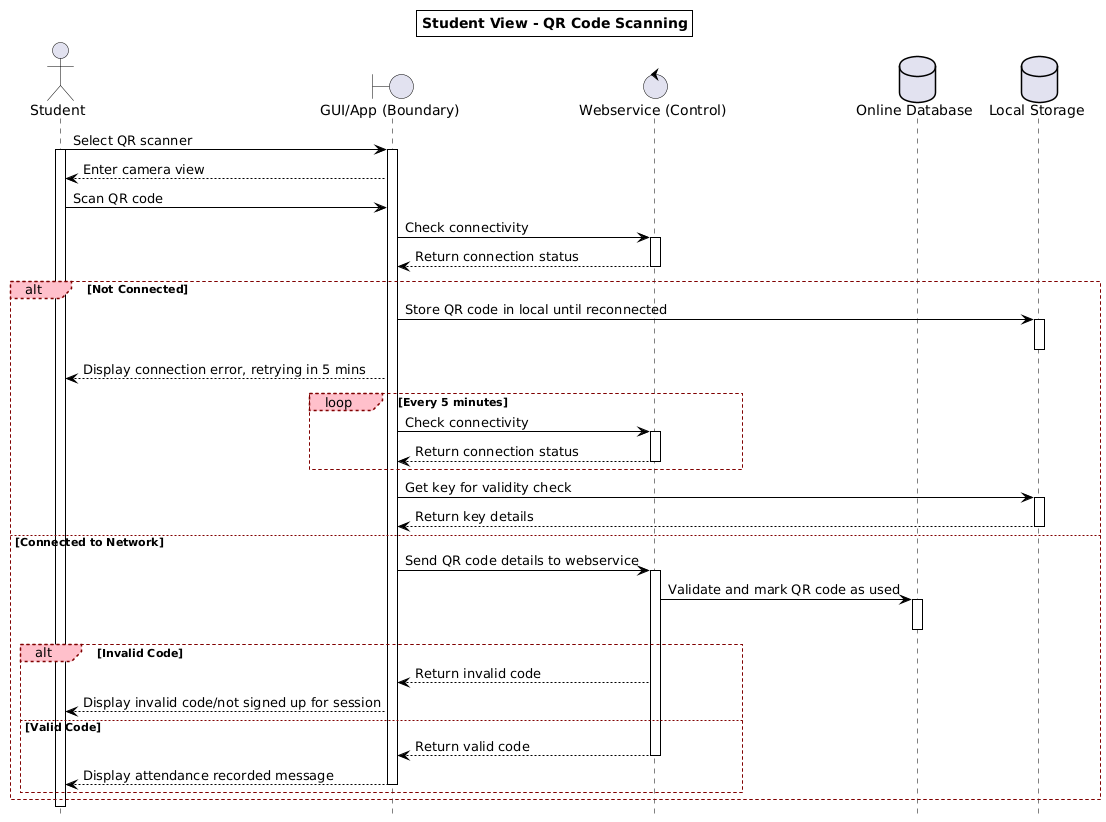 Student View - QR Code Scanning
Student
GUI/App (Boundary)
Webservice (Control)
Online Database
Local Storage
Select QR scanner
Enter camera view
Scan QR code
Check connectivity
Return connection status
alt
[Not Connected]
Store QR code in local until reconnected
Display connection error, retrying in 5 mins
loop
[Every 5 minutes]
Check connectivity
Return connection status
Get key for validity check
Return key details
[Connected to Network]
Send QR code details to webservice
Validate and mark QR code as used
alt
[Invalid Code]
Return invalid code
Display invalid code/not signed up for session
[Valid Code]
Return valid code
Display attendance recorded message